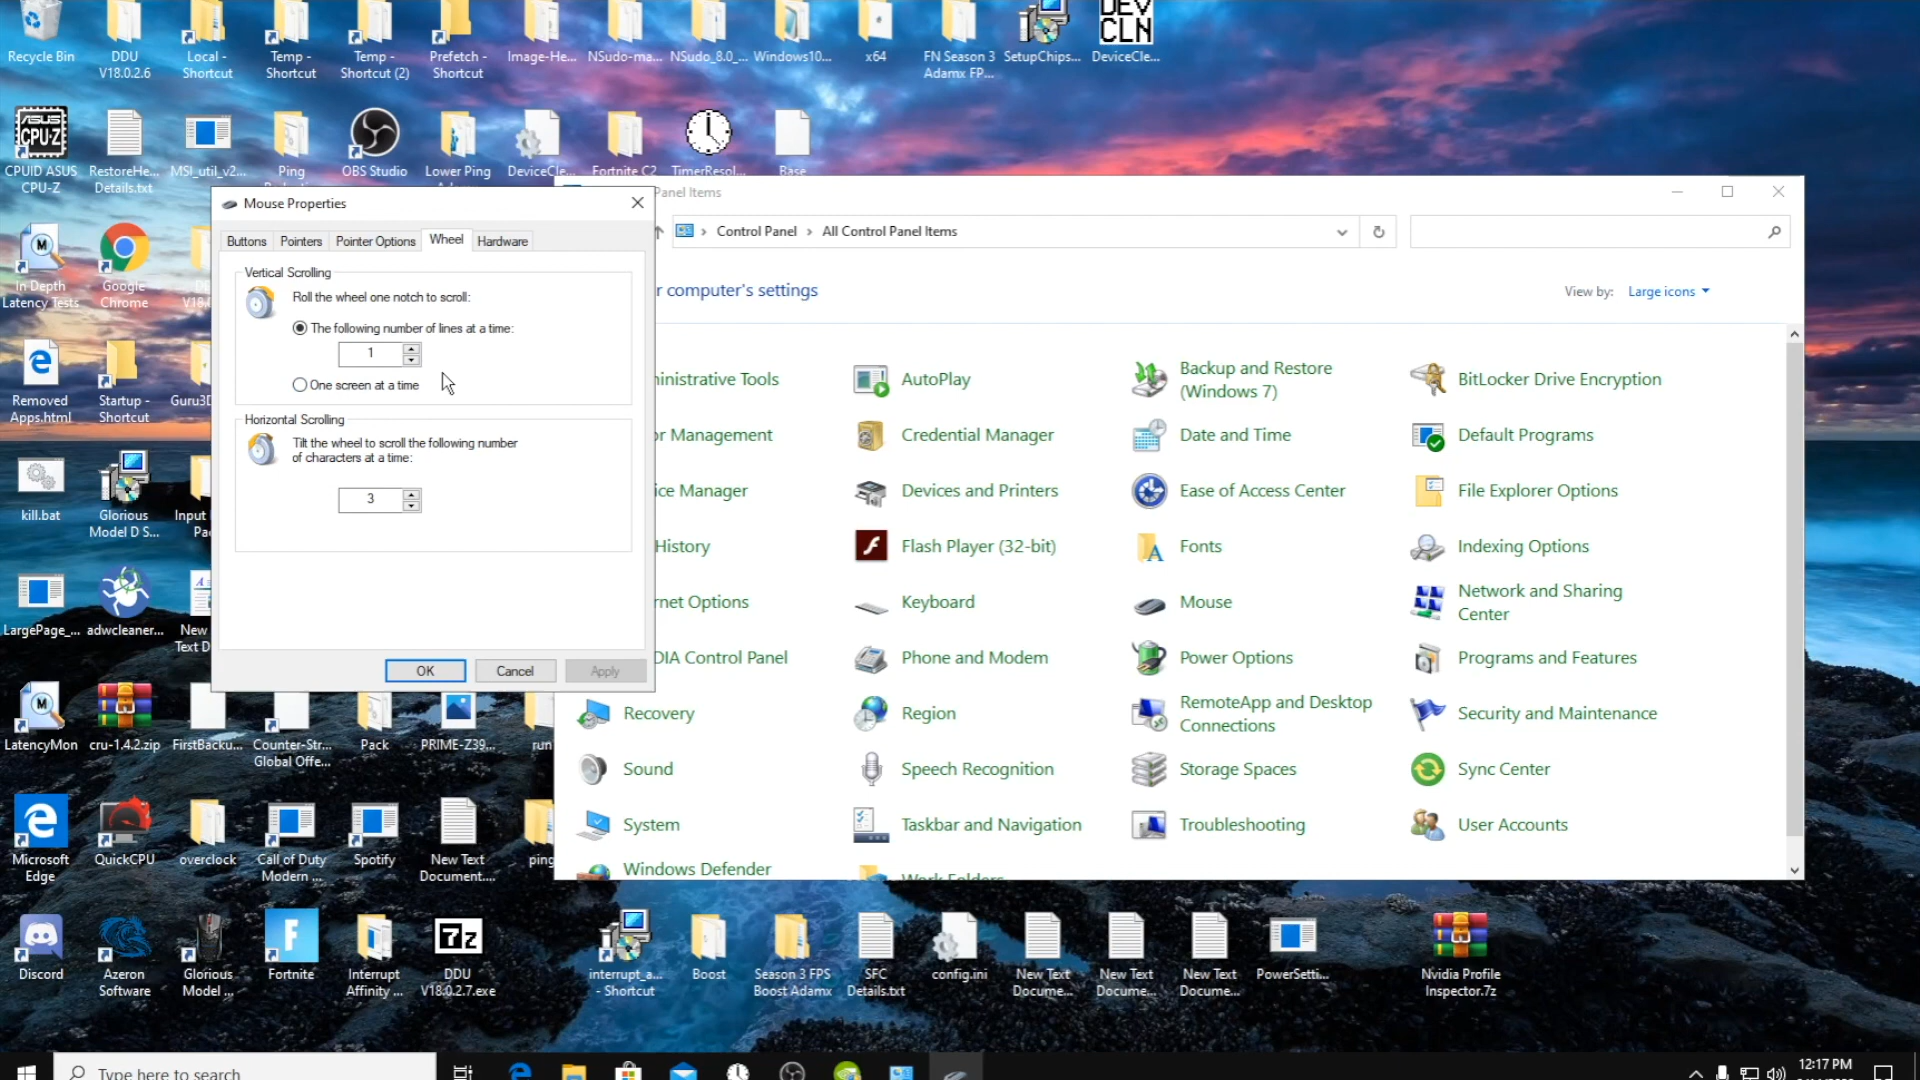 Recycle Bin
DDU
V18.0.2.6
Local -
Shortcut
Temp -
Shortcut
Temp -
Shortcut (2)
Prefetch -
Shortcut
Image-He...
NSudo-ma...
NSudo_8.0_...
Windows10...
x64
FN Season 3
Adamx FP...
SetupChips...
DEV
CLN
DeviceCle...
ASUS
CPU-Z
CPUID ASUS
CPU-Z
RestoreHe...
Details.txt
MSI_util_v2...
Ping
OBS Studio
Lower Ping
DeviceCle...
Fortnite C2
TimerResol...
Base
In Depth
Latency Tests
Google
Chrome
Removed
Apps.html
Startup -
Shortcut
Guru3D
kill.bat
Glorious
Model D S...
Input
Pac
LargePage_...
adwcleaner...
New
Text D
LatencyMon
cru-1.4.2.zip
FirstBacku...
Counter-Str...
Global Offe...
Pack
PRIME-Z39...
run
Microsoft
Edge
QuickCPU
overclock
Call of Duty
Modern ...
Spotify
New Text
Document....
ping
Discord
Azeron
Software
Glorious
Model ...
F
Fortnite
Interrupt
Affinity ...
7z
DDU
V18.0.2.7.exe
interrupt_a...
- Shortcut
Boost
Season 3 FPS
Boost Adamx
SFC
Details.txt
config.ini
New Text
Docume...
New Text
Docume...
New Text
Docume...
PowerSetti...
Nvidia Profile
Inspector.7z
Mouse Properties
Buttons
Pointers
Pointer Options
Wheel
Hardware
Vertical Scrolling
Roll the wheel one notch to scroll:
The following number of lines at a time:
1
One screen at a time
Horizontal Scrolling
Tilt the wheel to scroll the following number
of characters at a time:
3
OK
Cancel
Apply
Panel Items
Control Panel > All Control Panel Items
r computer's settings
View by: Large icons
inistrative Tools
AutoPlay
Backup and Restore
(Windows 7)
BitLocker Drive Encryption
or Management
Credential Manager
Date and Time
Default Programs
ice Manager
Devices and Printers
Ease of Access Center
File Explorer Options
History
Flash Player (32-bit)
Fonts
Indexing Options
rnet Options
Keyboard
Mouse
Network and Sharing
Center
DIA Control Panel
Phone and Modem
Power Options
Programs and Features
Recovery
Region
RemoteApp and Desktop
Connections
Security and Maintenance
Sound
Speech Recognition
Storage Spaces
Sync Center
System
Taskbar and Navigation
Troubleshooting
User Accounts
Windows Defender
Work Folders
Type here to search
12:17 PM